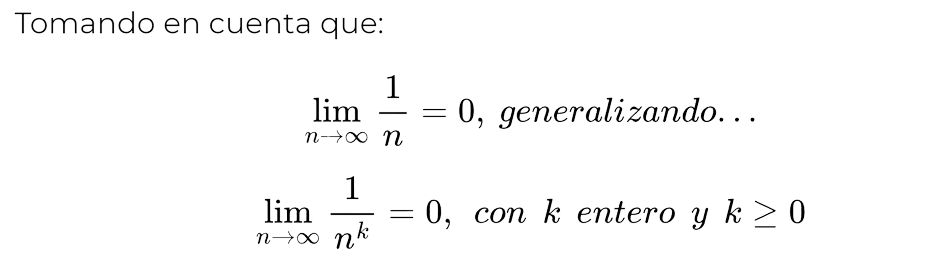 Tomando en cuenta que:
lim_{n→∞} 1/n = 0, generalizando...
lim_{n→∞} 1/n^k = 0, con k entero y k ≥ 0